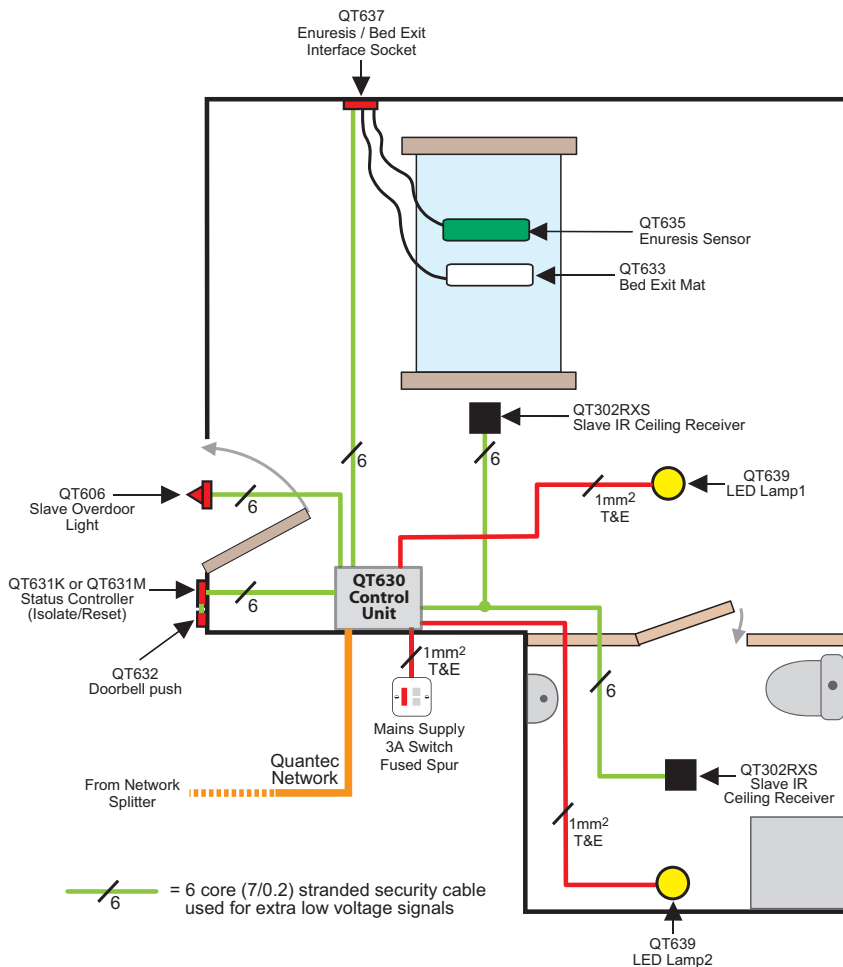 QT637
Enuresis / Bed Exit
Interface Socket
QT635
Enuresis Sensor
QT633
Bed Exit Mat
QT302RXS
Slave IR Ceiling Receiver
6
6
QT639
LED Lamp1
1mm2
T&E
QT606
Slave Overdoor
Light
6
QT631K or QT631M
Status Controller
(Isolate/Reset)
6
QT630
Control
Unit
QT632
Doorbell push
1mm2
T&E
6
Mains Supply
3A Switch
Fused Spur
Quantec
Network
From Network
Splitter
QT302RXS
Slave IR
Ceiling Receiver
1mm2
T&E
6
= 6 core (7/0.2) stranded security cable
used for extra low voltage signals
QT639
LED Lamp2